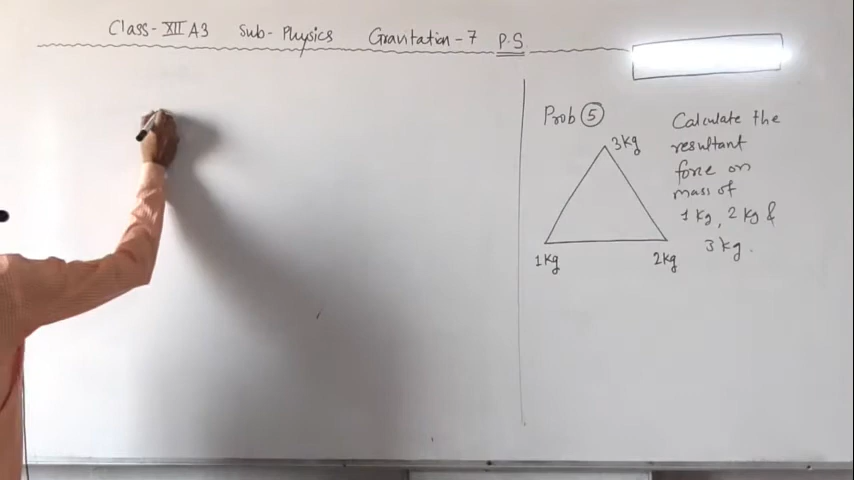 Class - XII A3 Sub - Physics Gravitation - 7 P.S.
Prob 5
3kg
1kg
2kg
Calculate the
resultant
force on
mass of
1 kg, 2 kg &
3 kg.